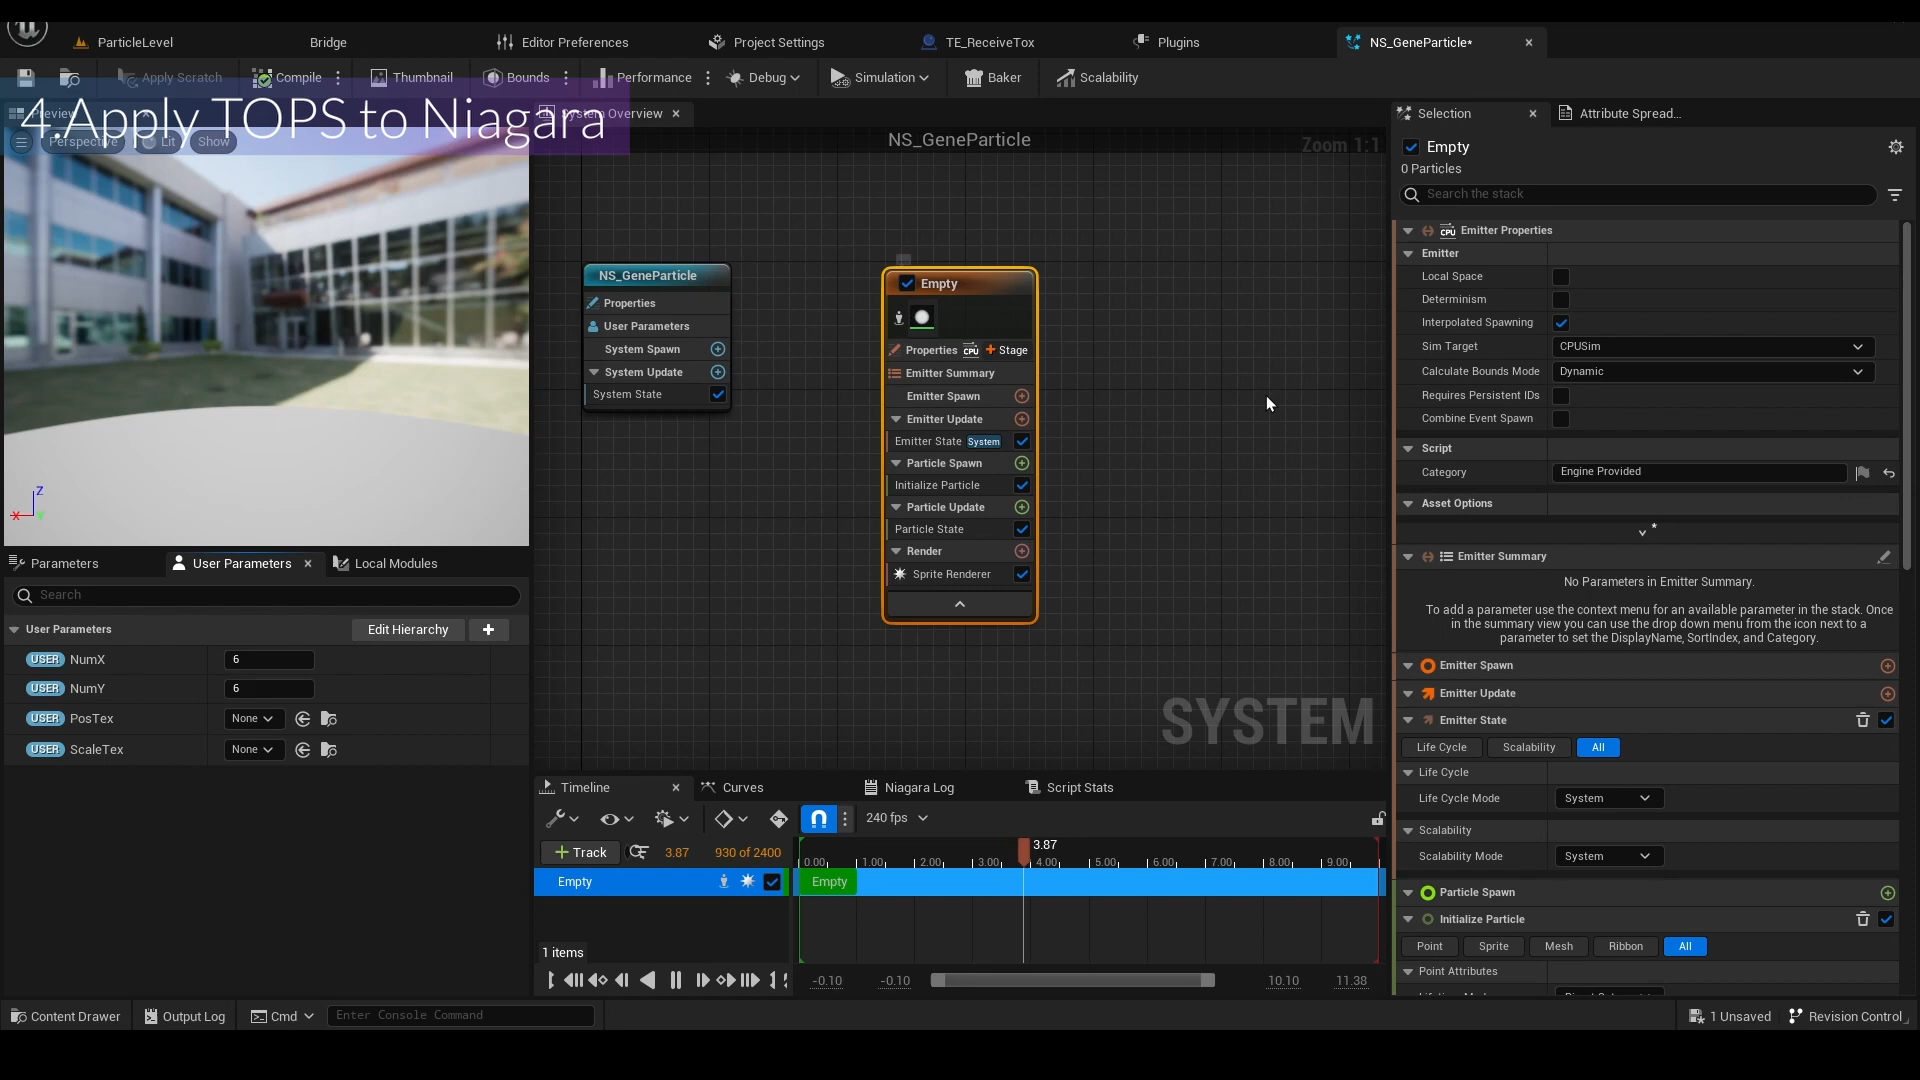 ParticleLevel
Bridge
Editor Preferences
Project Settings
TE_ReceiveTox
Plugins
NS_GeneParticle*
Apply Scratch
Compile
Thumbnail
Bounds
Performance
Debug
Simulation
Baker
Scalability
4.Apply TOPS to Niagara
Preview
System Overview
Perspective
Lit
Show
NS_GeneParticle
Zoom 1:1
NS_GeneParticle
Properties
User Parameters
System Spawn
System Update
System State
Empty
Properties CPU Stage
Emitter Summary
Emitter Spawn
Emitter Update
Emitter State System
Particle Spawn
Initialize Particle
Particle Update
Particle State
Render
Sprite Renderer
SYSTEM
Z
X
Y
Parameters
User Parameters
Local Modules
Search
User Parameters
Edit Hierarchy
USER NumX 6
USER NumY 6
USER PosTex None
USER ScaleTex None
Timeline
Curves
Niagara Log
Script Stats
240 fps
+ Track
3.87
930 of 2400
3.87
0.00 1.00 2.00 3.00 4.00 5.00 6.00 7.00 8.00 9.00
Empty
Empty
1 items
-0.10
-0.10
10.10
11.38
Selection
Attribute Spread...
Empty
0 Particles
Search the stack
CPU Emitter Properties
Emitter
Local Space
Determinism
Interpolated Spawning
Sim Target CPUSim
Calculate Bounds Mode Dynamic
Requires Persistent IDs
Combine Event Spawn
Script
Category Engine Provided
Asset Options
Emitter Summary
No Parameters in Emitter Summary.
To add a parameter use the context menu for an available parameter in the stack. Once
in the summary view you can use the drop down menu from the icon next to a
parameter to set the DisplayName, SortIndex, and Category.
Emitter Spawn
Emitter Update
Emitter State
Life Cycle
Scalability
All
Life Cycle
Life Cycle Mode System
Scalability
Scalability Mode System
Particle Spawn
Initialize Particle
Point
Sprite
Mesh
Ribbon
All
Point Attributes
Content Drawer
Output Log
Cmd
Enter Console Command
1 Unsaved
Revision Control